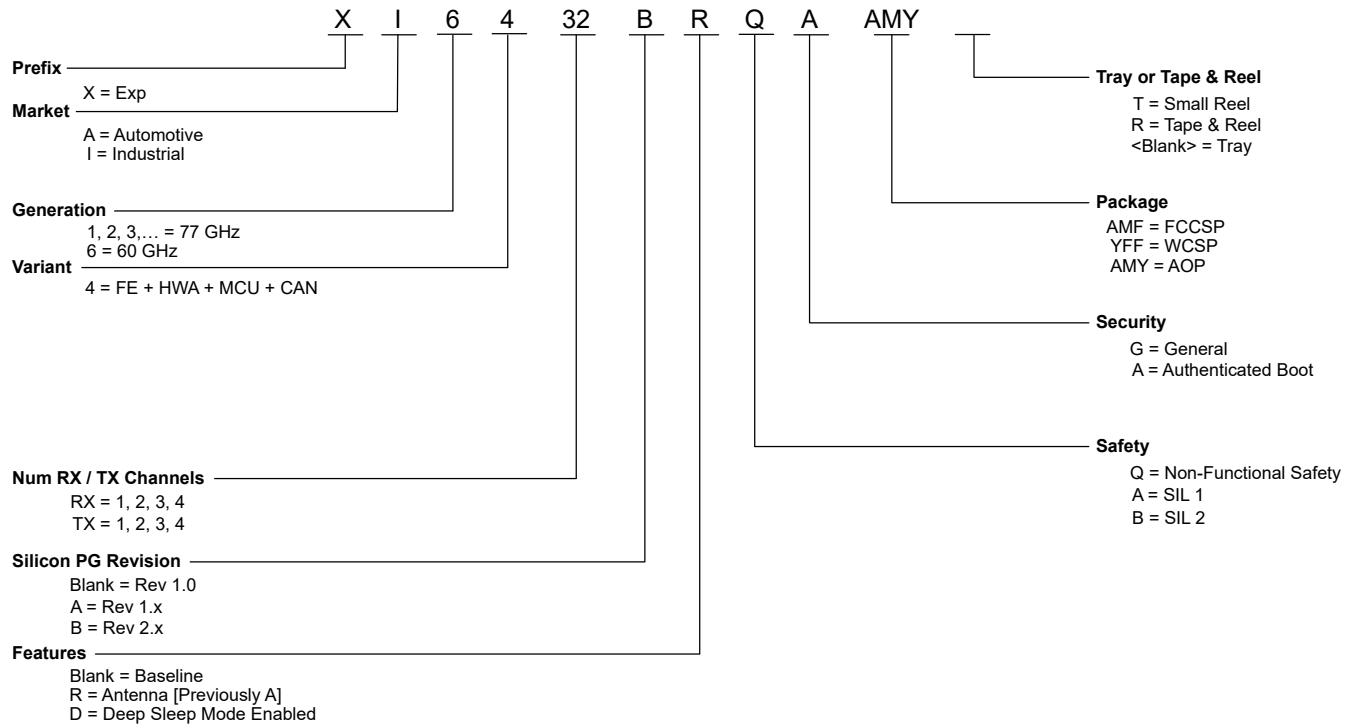 X I 6 4 32 B R Q A AMY
Prefix
X = Exp
Market
A = Automotive
I = Industrial
Generation
1, 2, 3,... = 77 GHz
6 = 60 GHz
Variant
4 = FE + HWA + MCU + CAN
Num RX / TX Channels
RX = 1, 2, 3, 4
TX = 1, 2, 3, 4
Silicon PG Revision
Blank = Rev 1.0
A = Rev 1.x
B = Rev 2.x
Features
Blank = Baseline
R = Antenna [Previously A]
D = Deep Sleep Mode Enabled
Tray or Tape & Reel
T = Small Reel
R = Tape & Reel
<Blank> = Tray
Package
AMF = FCCSP
YFF = WCSP
AMY = AOP
Security
G = General
A = Authenticated Boot
Safety
Q = Non-Functional Safety
A = SIL 1
B = SIL 2